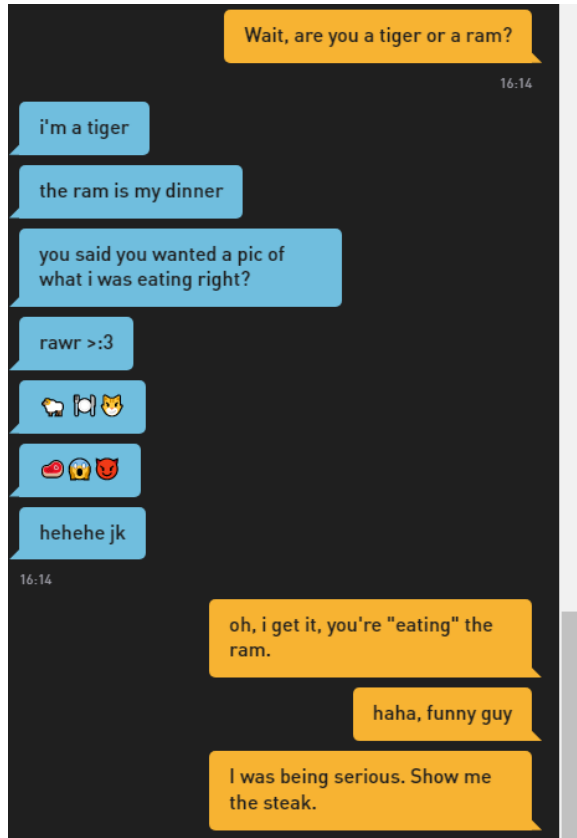 Wait, are you a tiger or a ram?
16:14
i'm a tiger
the ram is my dinner
you said you wanted a pic of
what i was eating right?
rawr >:3
🐏 🍽 🐯
🥩😱😈
hehehe jk
16:14
oh, i get it, you're "eating" the
ram.
haha, funny guy
I was being serious. Show me
the steak.